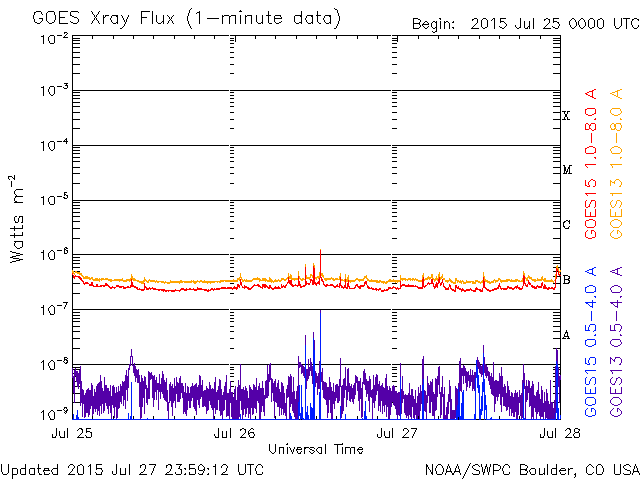 GOES Xray Flux (1-minute data)
Begin: 2015 Jul 25 0000 UTC
10-2
10-3
10-4
10-5
10-6
10-7
10-8
10-9
Watts m-2
X
M
C
B
A
GOES15 1.0-8.0 A
GOES13 1.0-8.0 A
GOES15 0.5-4.0 A
GOES13 0.5-4.0 A
Jul 25
Jul 26
Jul 27
Jul 28
Universal Time
Updated 2015 Jul 27 23:59:12 UTC
NOAA/SWPC Boulder, CO USA